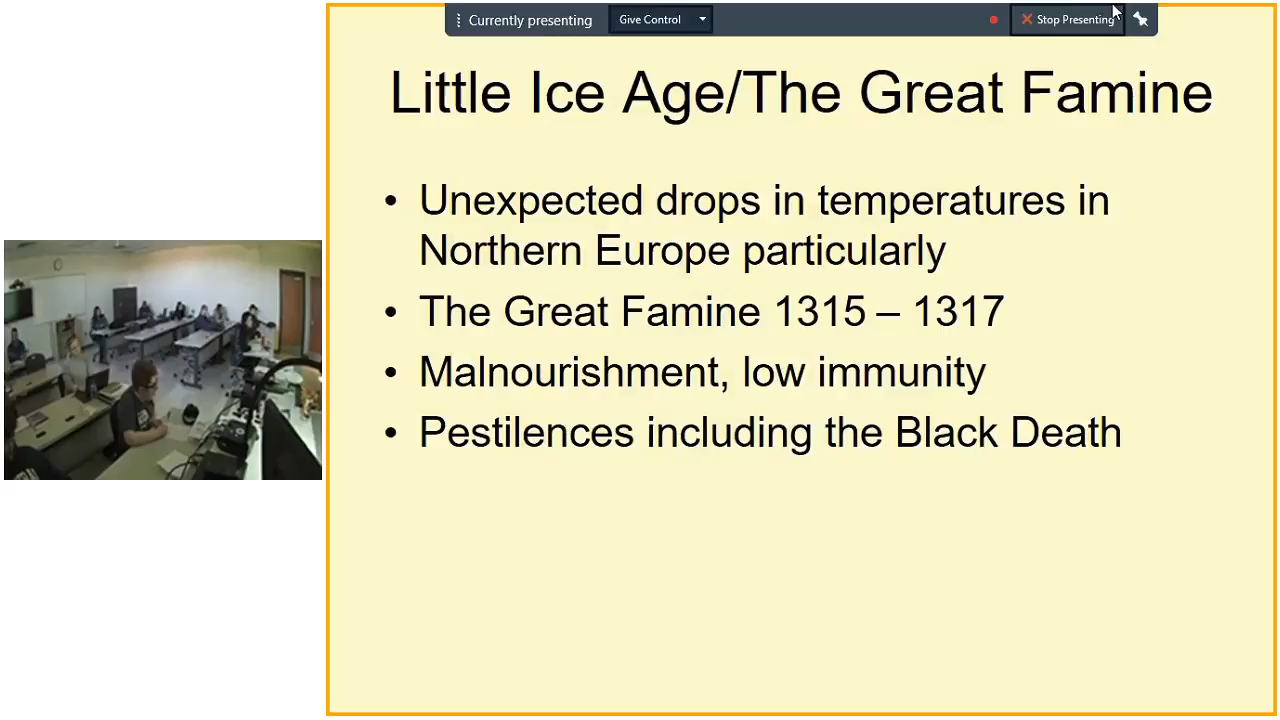 Currently presenting
Give Control
Stop Presenting
Little Ice Age/The Great Famine
• Unexpected drops in temperatures in
Northern Europe particularly
• The Great Famine 1315 – 1317
• Malnourishment, low immunity
• Pestilences including the Black Death